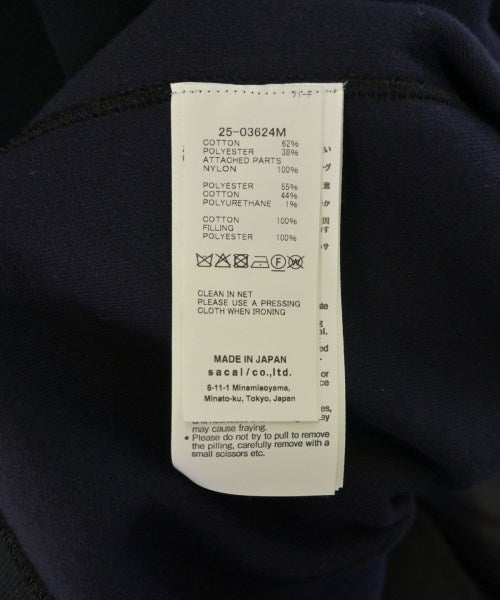 25-03624M
COTTON 62%
POLYESTER 38%
ATTACHED PARTS
NYLON 100%
POLYESTER 55%
COTTON 44%
POLYURETHANE 1%
COTTON 100%
FILLING
POLYESTER 100%
CLEAN IN NET
PLEASE USE A PRESSING
CLOTH WHEN IRONING
MADE IN JAPAN
sacai/co.,ltd.
6-11-1 Minamiaoyama,
Minato-ku, Tokyo, Japan
may cause fraying.
• Please do not try to pull to remove
the pilling, carefully remove with a
small scissors etc.